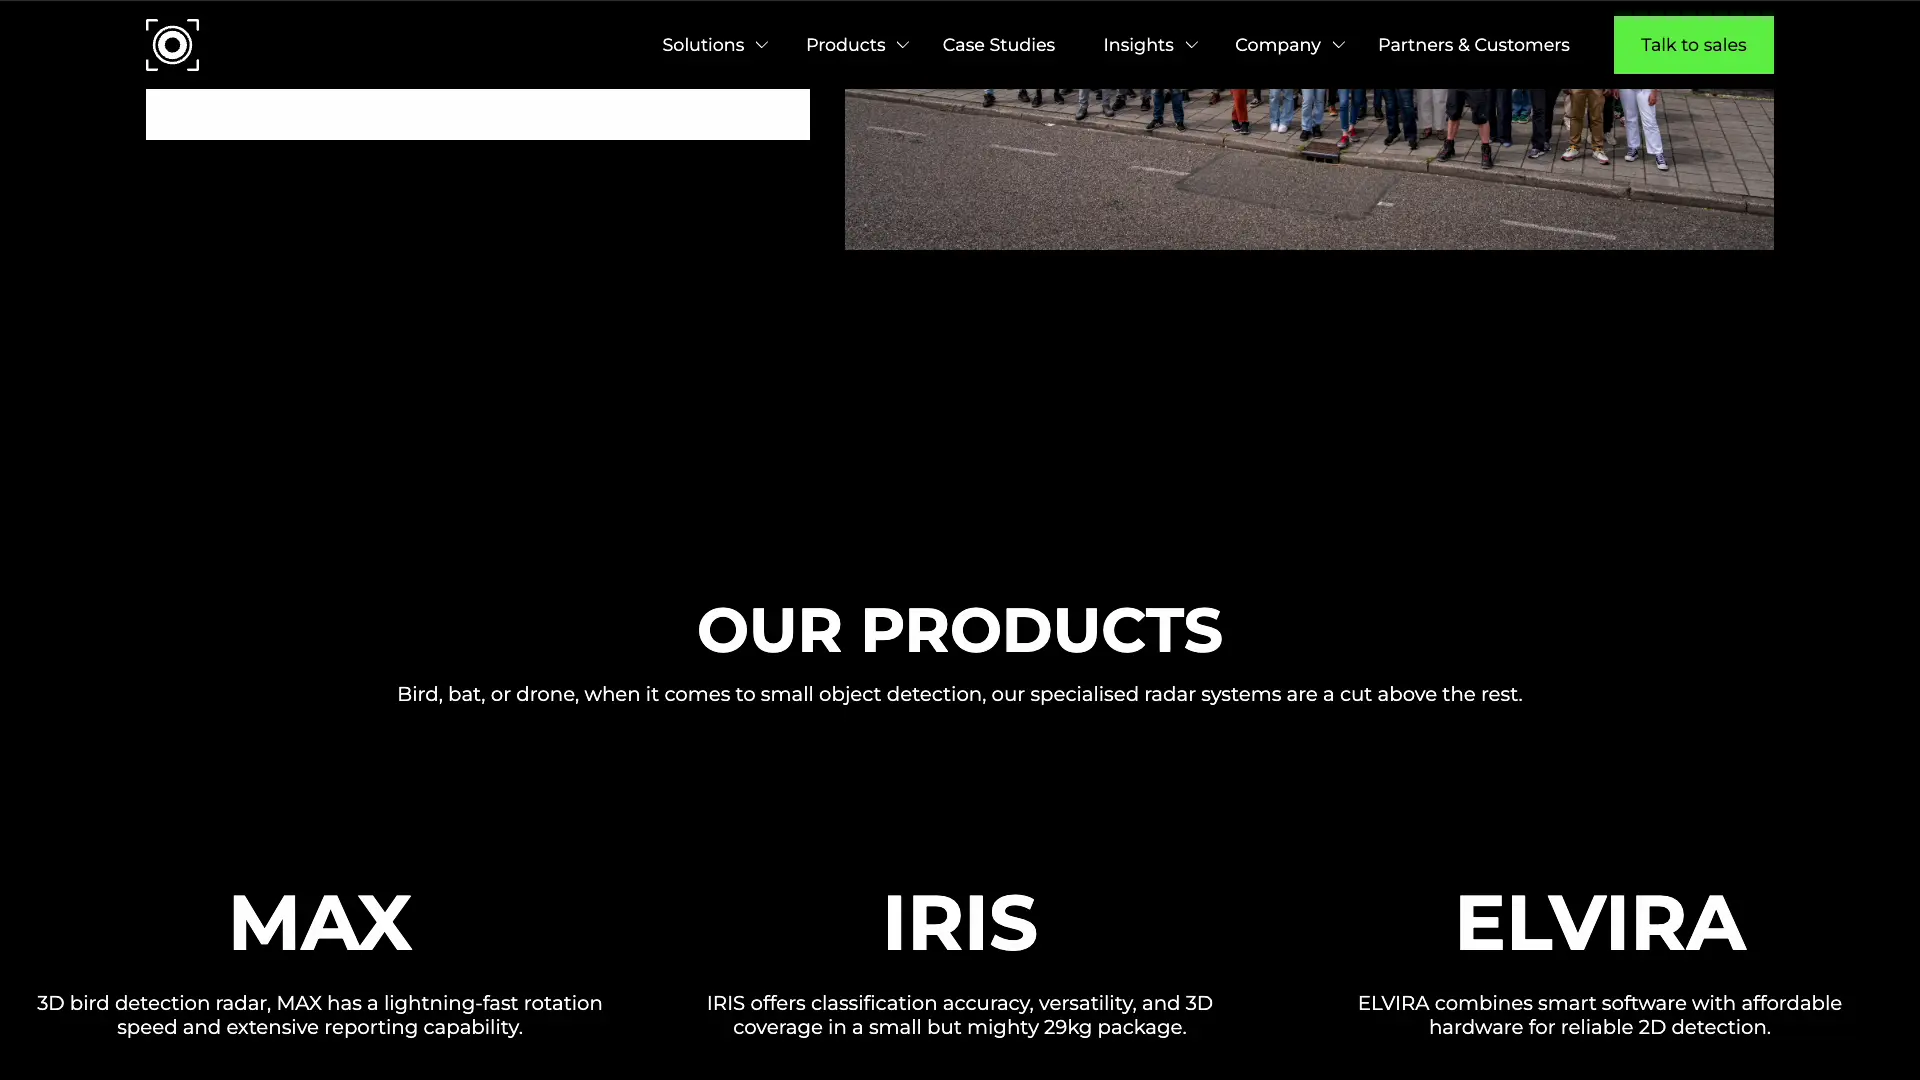 Solutions
Products
Case Studies
Insights
Company
Partners & Customers
Talk to sales
OUR PRODUCTS
Bird, bat, or drone, when it comes to small object detection, our specialised radar systems are a cut above the rest.
MAX
3D bird detection radar, MAX has a lightning-fast rotation
speed and extensive reporting capability.
IRIS
IRIS offers classification accuracy, versatility, and 3D
coverage in a small but mighty 29kg package.
ELVIRA
ELVIRA combines smart software with affordable
hardware for reliable 2D detection.